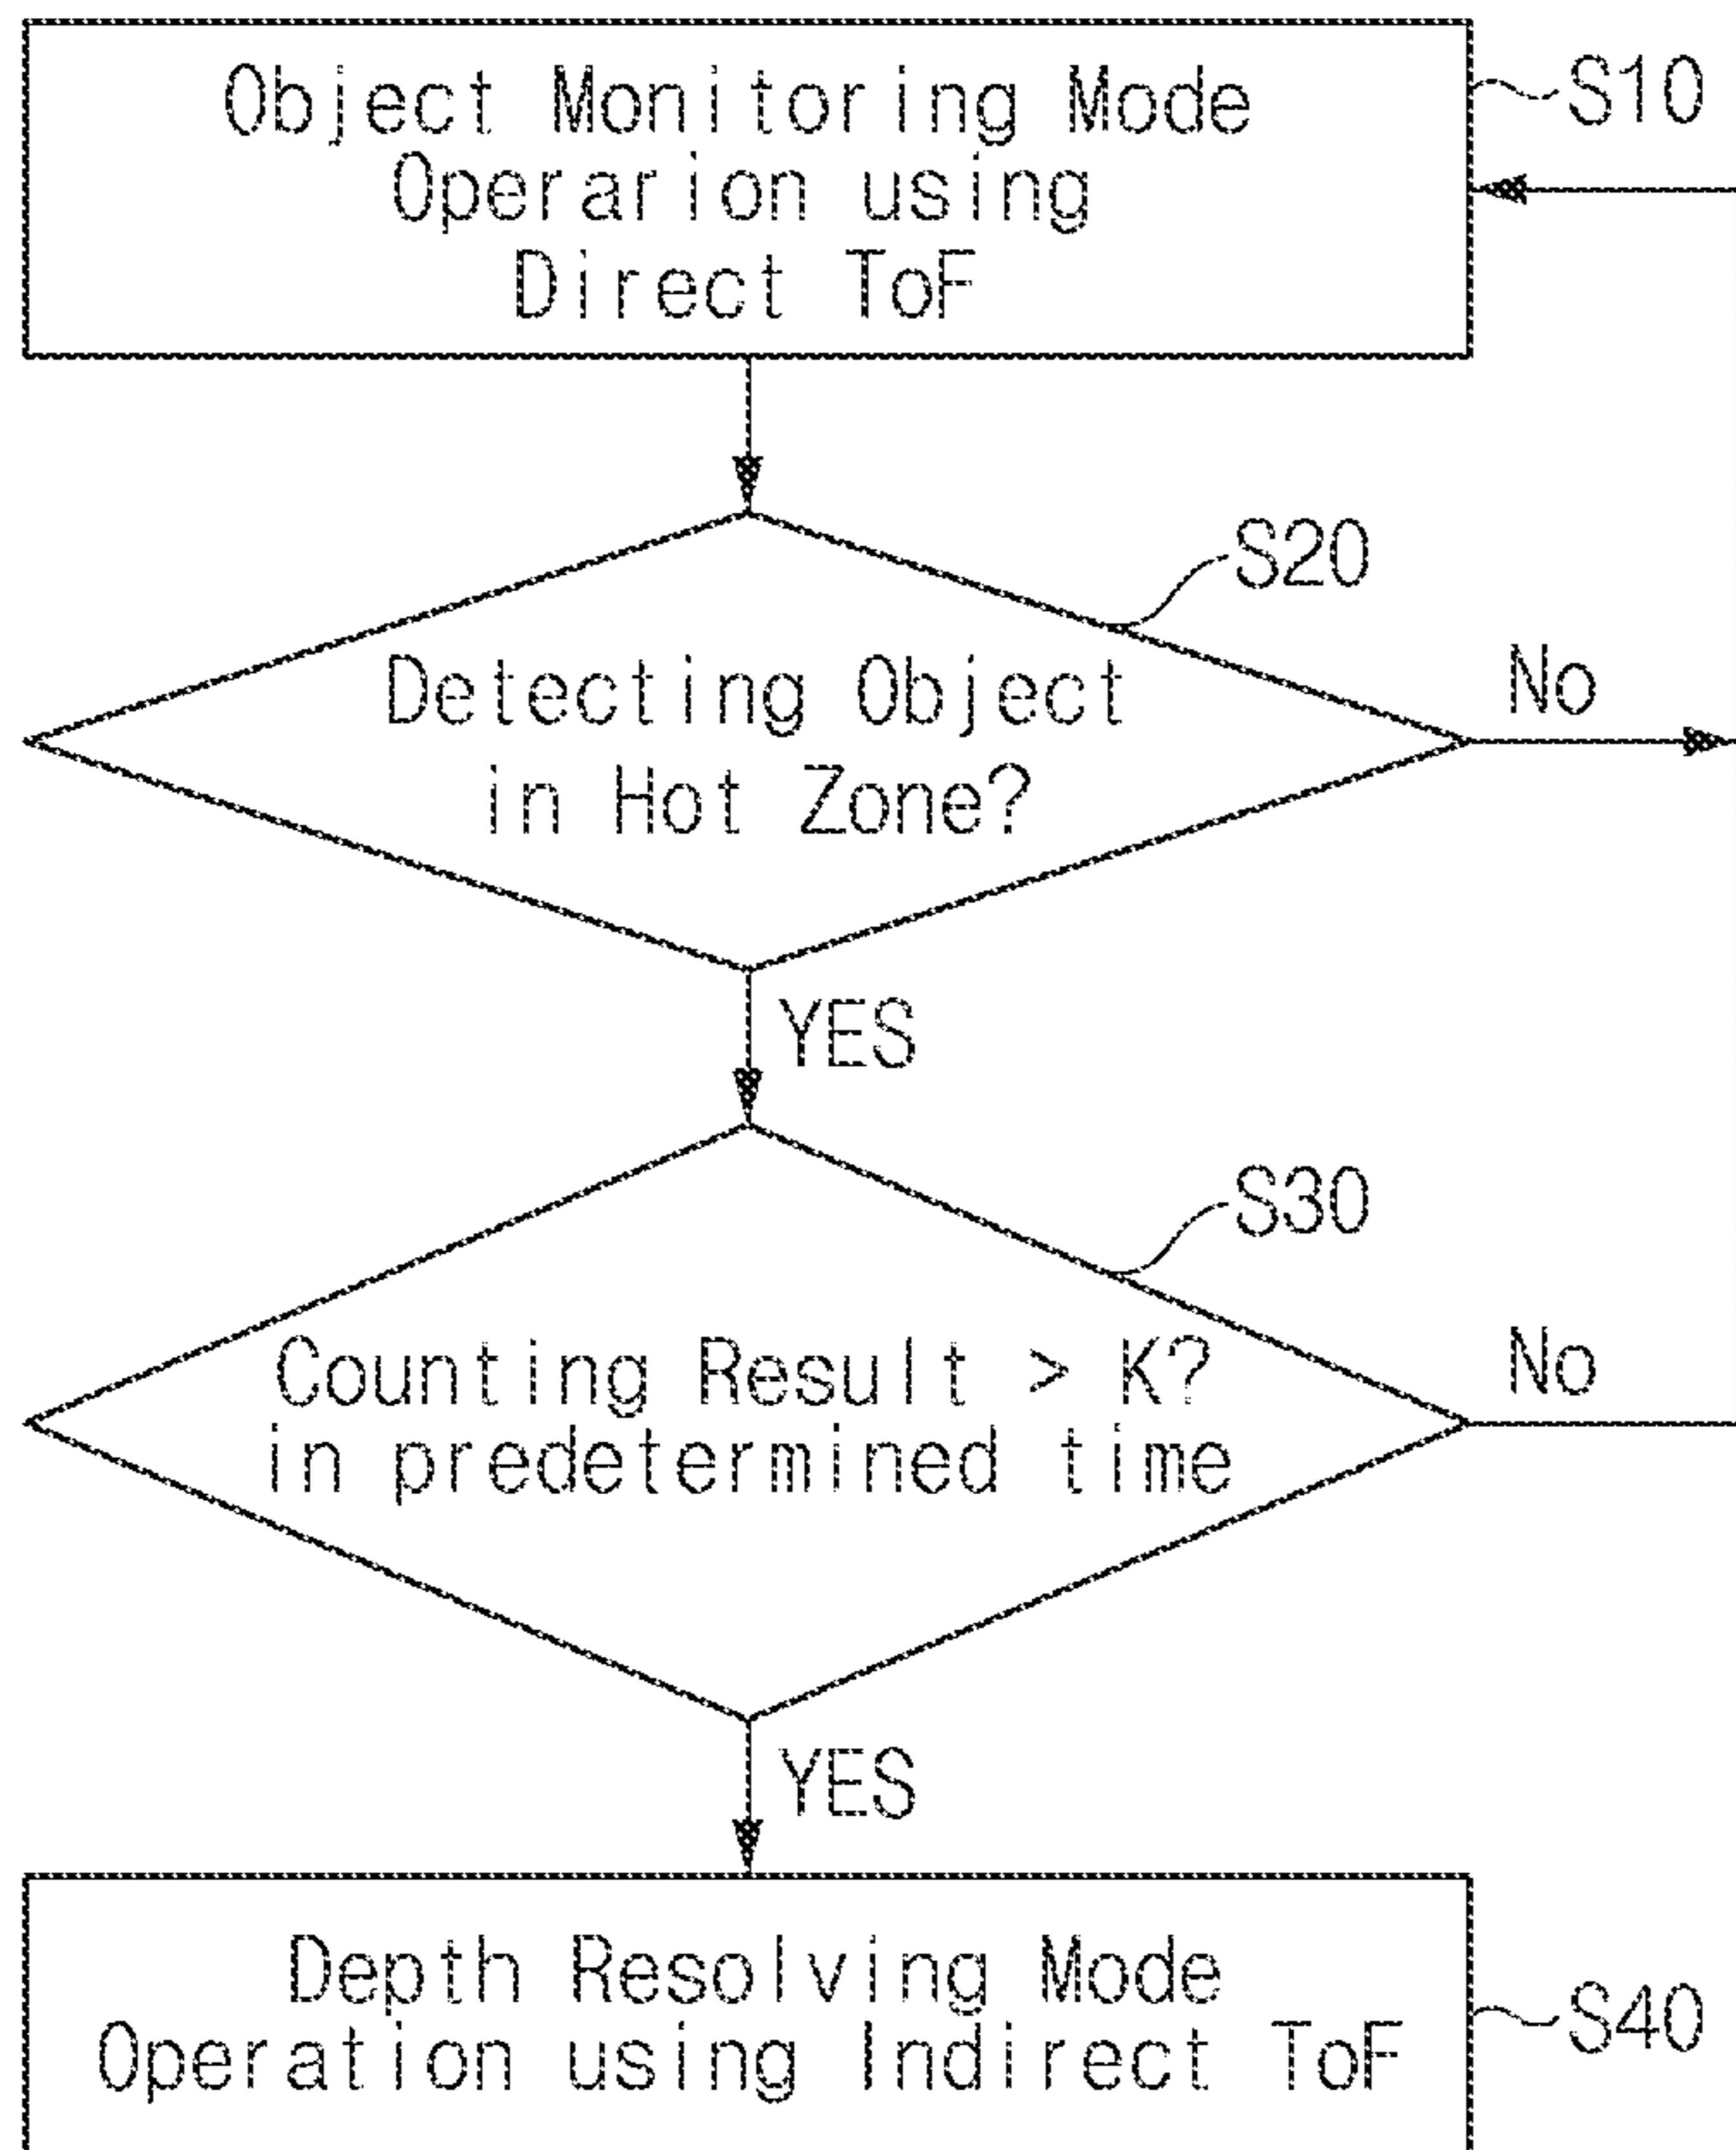 Object Monitoring Mode
Operarion using
Direct ToF
S10
S20
Detecting Object
in Hot Zone?
No
YES
S30
Counting Result > K?
in predetermined time
No
YES
Depth Resolving Mode
Operation using Indirect ToF
S40